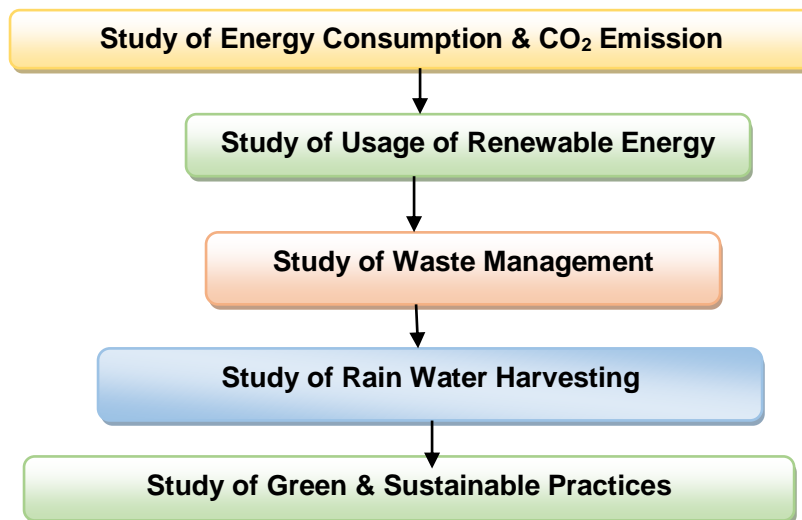 Study of Energy Consumption & CO₂ Emission
Study of Usage of Renewable Energy
Study of Waste Management
Study of Rain Water Harvesting
Study of Green & Sustainable Practices